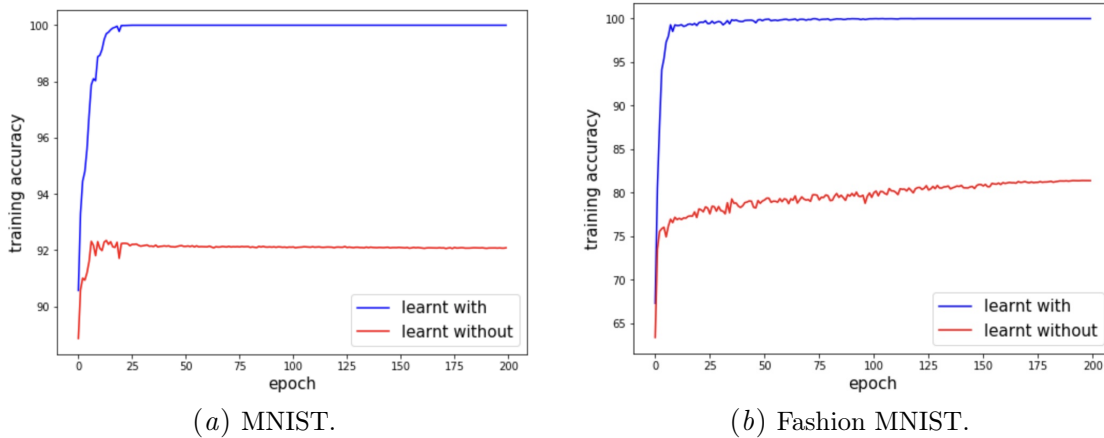 100
98
96
94
92
90
training accuracy
learnt with
learnt without
0 25 50 75 100 125 150 175 200
epoch
(a) MNIST.
100
95
90
85
80
75
70
65
training accuracy
learnt with
learnt without
0 25 50 75 100 125 150 175 200
epoch
(b) Fashion MNIST.